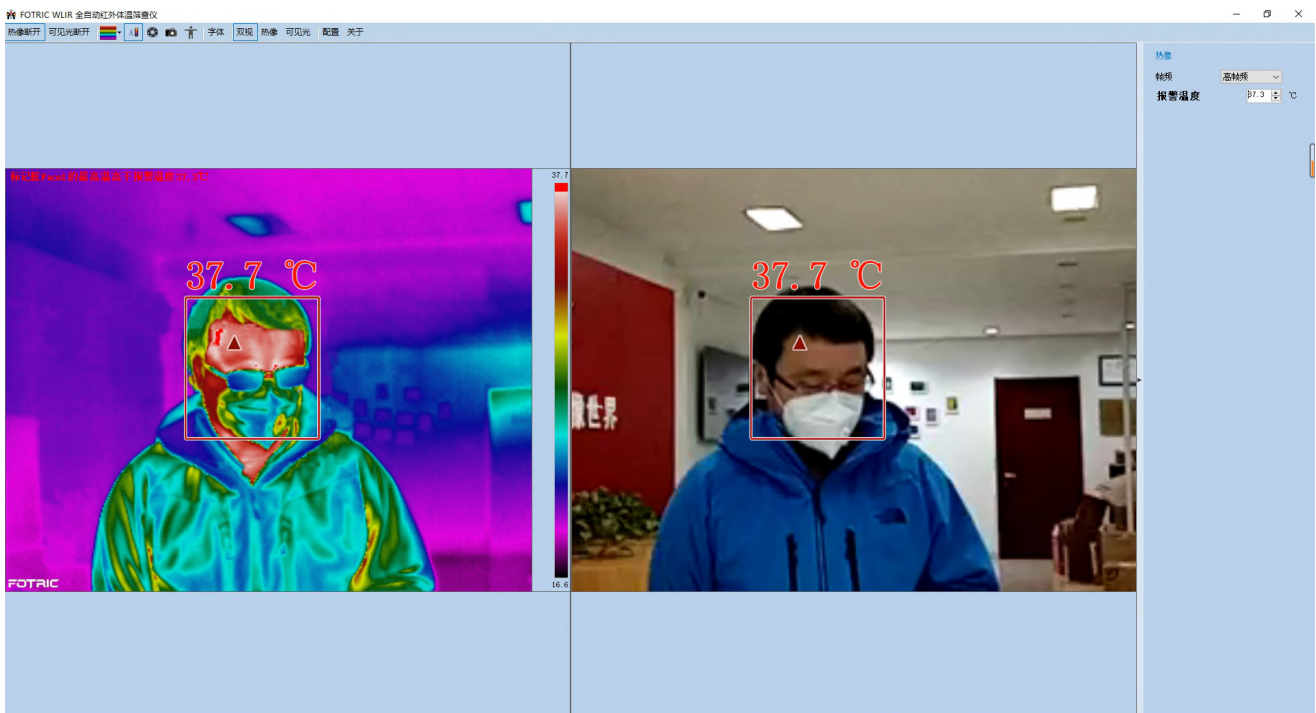 FOTRIC WLIR 全自动红外体温筛查仪
热像断开 可见光断开 字体 双视 热像 可见光 配置 关于
热像
帧频 高帧频
报警温度 37.3 ℃
37.7
37.7 ℃
37.7 ℃
像世界
FOTRIC
16.6